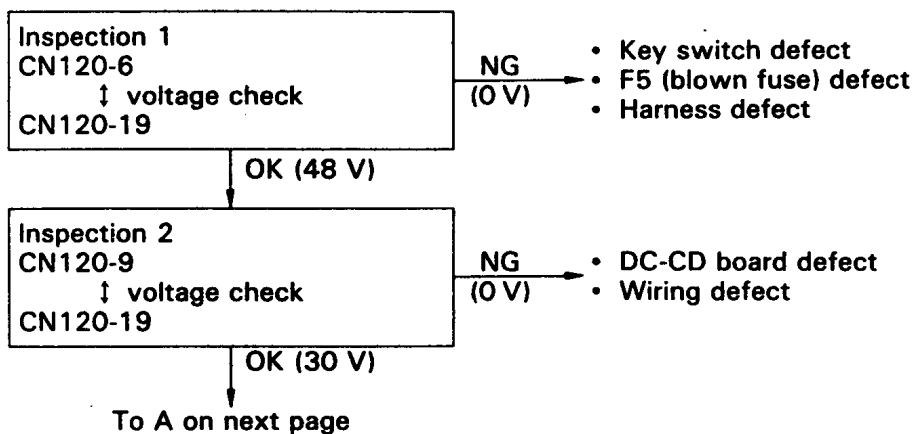 Inspection 1
CN120-6
↕ voltage check
CN120-19
NG
(0 V)
• Key switch defect
• F5 (blown fuse) defect
• Harness defect
OK (48 V)
Inspection 2
CN120-9
↕ voltage check
CN120-19
NG
(0 V)
• DC-CD board defect
• Wiring defect
OK (30 V)
To A on next page